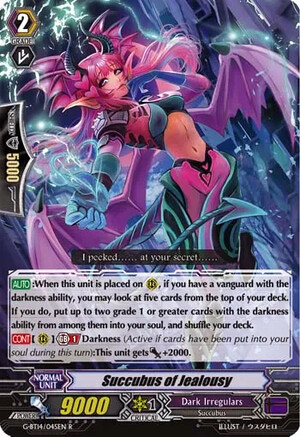 2
GRADE
SHIELD
5000
I peeked...... at your secret......
AUTO:When this unit is placed on R, if you have a vanguard with the
darkness ability, you may look at five cards from the top of your deck.
If you do, put up to two grade 1 or greater cards with the darkness
ability from among them into your soul, and shuffle your deck.
CONT R CB 1 Darkness (Active if cards have been put into your
soul during this turn):This unit gets +2000.
NORMAL
UNIT
Succubus of Jealousy
POWER
9000
1
CRITICAL
Dark Irregulars
Succubus
G-BT14/045EN R
ILLUST / ウスダヒロ